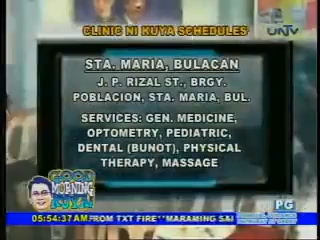 CLINIC NI KUYA SCHEDULES
UNTV
STA. MARIA, BULACAN
J. P. RIZAL ST., BRGY.
POBLACION, STA. MARIA, BUL.
SERVICES: GEN. MEDICINE,
OPTOMETRY, PEDIATRIC,
DENTAL (BUNOT), PHYSICAL
THERAPY, MASSAGE
GOOD
MORNING
KUYA
PG
05:54:37 AM FROM TXT FIRE**MARAMING SAL